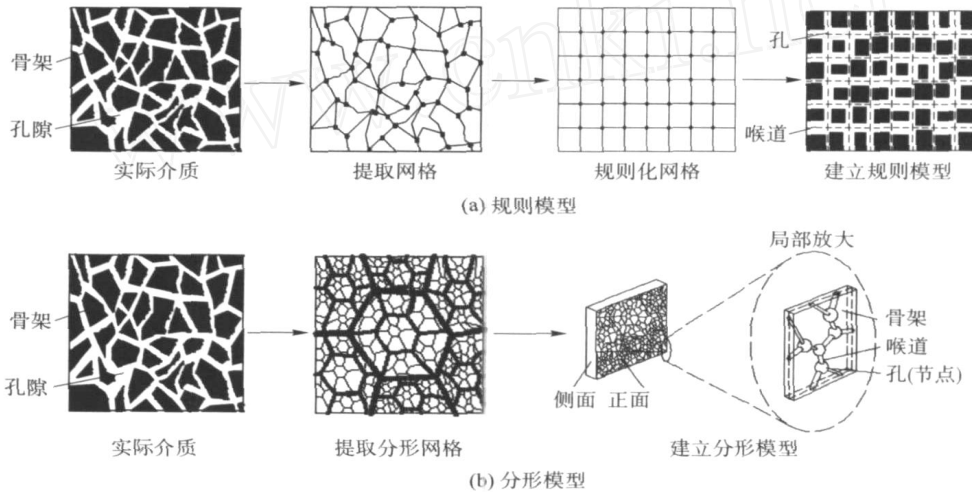 骨架
孔隙
孔
喉道
实际介质 提取网格 规则化网格 建立规则模型
(a) 规则模型
局部放大
骨架
孔隙
骨架
喉道
孔(节点)
侧面 正面
实际介质 提取分形网格 建立分形模型
(b) 分形模型